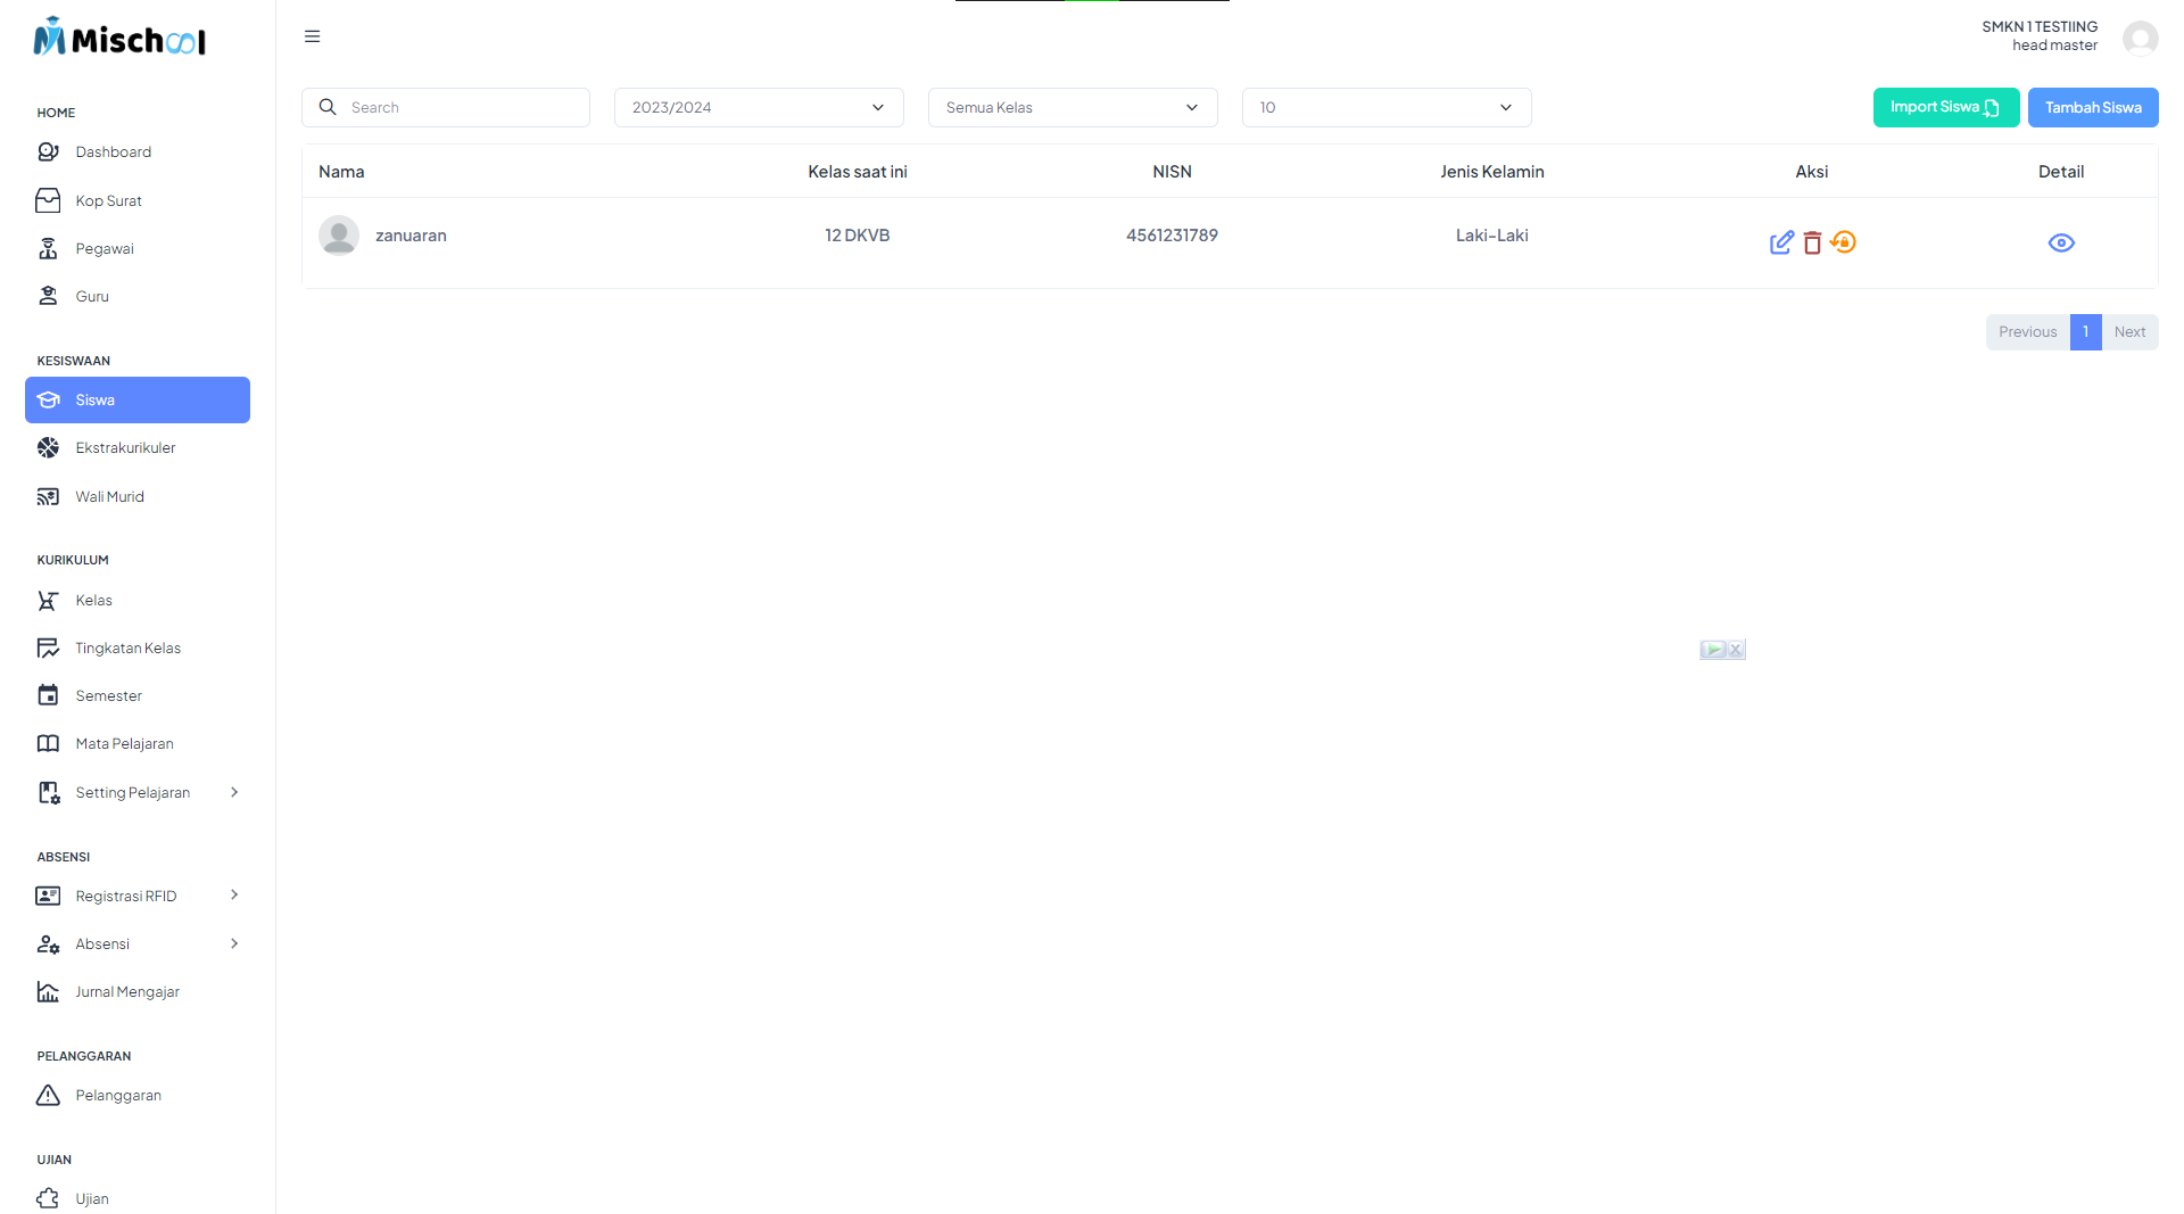 Mischool
SMKN 1 TESTIING
head master
Search
2023/2024
Semua Kelas
10
Import Siswa
Tambah Siswa
Nama
Kelas saat ini
NISN
Jenis Kelamin
Aksi
Detail
zanuaran
12 DKVB
4561231789
Laki-Laki
Previous
1
Next
HOME
Dashboard
Kop Surat
Pegawai
Guru
KESISWAAN
Siswa
Ekstrakurikuler
Wali Murid
KURIKULUM
Kelas
Tingkatan Kelas
Semester
Mata Pelajaran
Setting Pelajaran
ABSENSI
Registrasi RFID
Absensi
Jurnal Mengajar
PELANGGARAN
Pelanggaran
UJIAN
Ujian